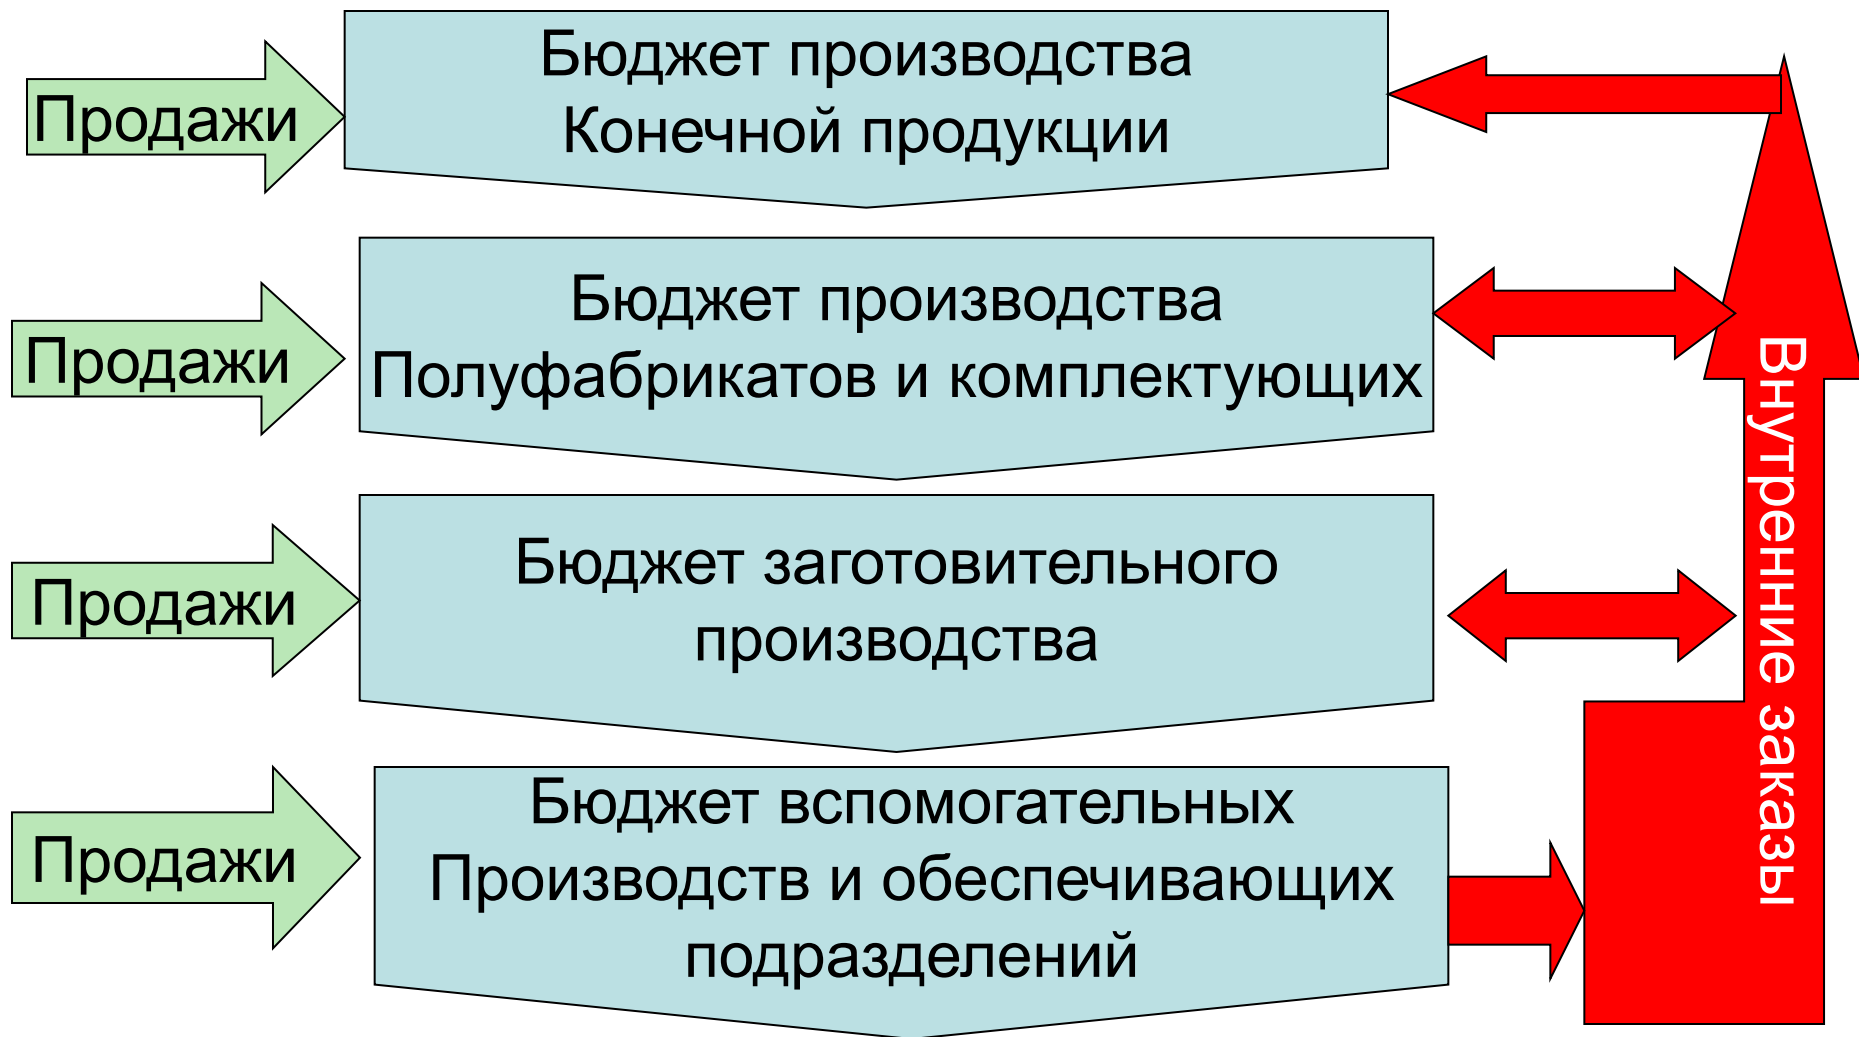 Продажи
Бюджет производства
Конечной продукции
Продажи
Бюджет производства
Полуфабрикатов и комплектующих
Продажи
Бюджет заготовительного
производства
Продажи
Бюджет вспомогательных
Производств и обеспечивающих
подразделений
Внутренние заказы